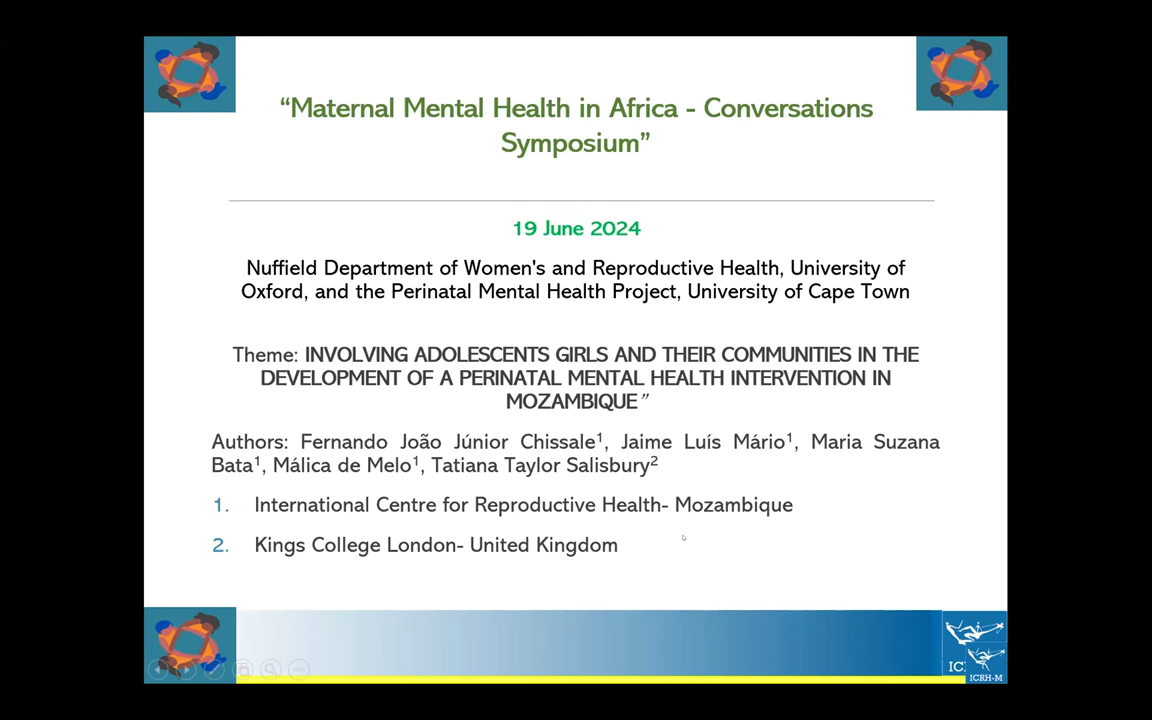 “Maternal Mental Health in Africa - Conversations
Symposium”
19 June 2024
Nuffield Department of Women's and Reproductive Health, University of
Oxford, and the Perinatal Mental Health Project, University of Cape Town
Theme: INVOLVING ADOLESCENTS GIRLS AND THEIR COMMUNITIES IN THE
DEVELOPMENT OF A PERINATAL MENTAL HEALTH INTERVENTION IN
MOZAMBIQUE”
Authors: Fernando João Júnior Chissale¹, Jaime Luís Mário¹, Maria Suzana
Bata¹, Málica de Melo¹, Tatiana Taylor Salisbury²
1. International Centre for Reproductive Health- Mozambique
2. Kings College London- United Kingdom
ICRH-M